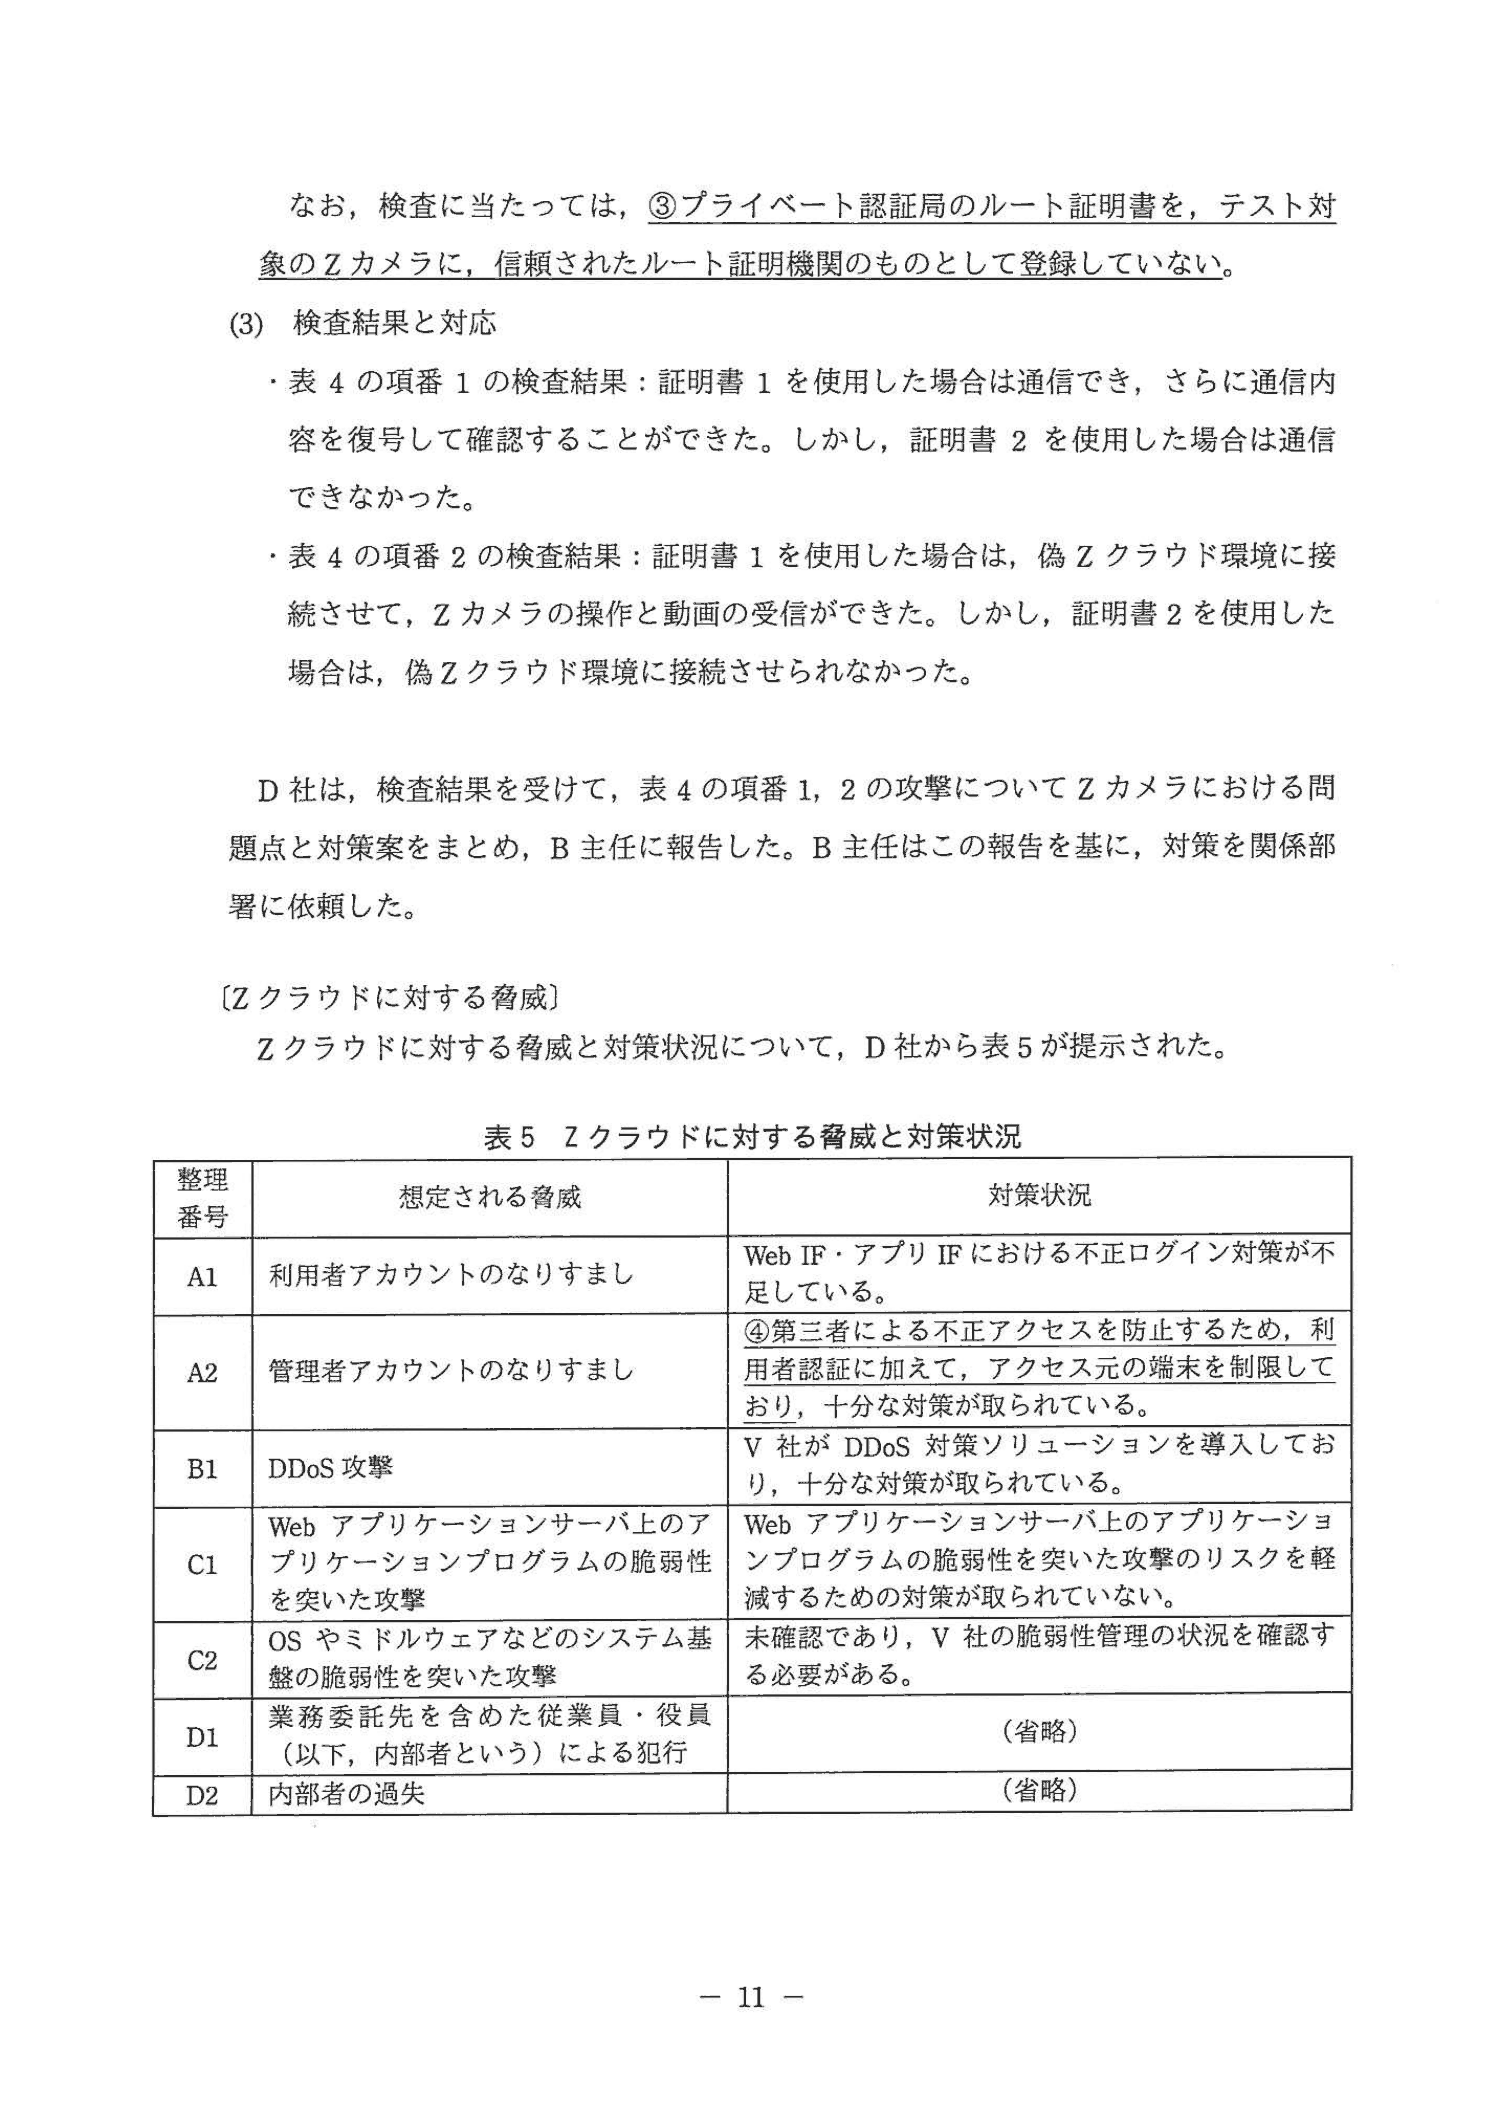 なお，検査に当たっては，③プライベート認証局のルート証明書を，テスト対
象のZカメラに，信頼されたルート証明機関のものとして登録していない。
(3)　検査結果と対応
・表 4 の項番 1 の検査結果：証明書 1 を使用した場合は通信でき，さらに通信内
容を復号して確認することができた。しかし，証明書 2 を使用した場合は通信
できなかった。
・表 4 の項番 2 の検査結果：証明書 1 を使用した場合は，偽 Z クラウド環境に接
続させて，Z カメラの操作と動画の受信ができた。しかし，証明書 2 を使用した
場合は，偽Zクラウド環境に接続させられなかった。
D 社は，検査結果を受けて，表 4 の項番 1，2 の攻撃について Z カメラにおける問
題点と対策案をまとめ，B 主任に報告した。B 主任はこの報告を基に，対策を関係部
署に依頼した。
〔Z クラウドに対する脅威〕
Z クラウドに対する脅威と対策状況について，D 社から表 5 が提示された。
表 5　Z クラウドに対する脅威と対策状況
整理
番号
想定される脅威
対策状況
A1
利用者アカウントのなりすまし
Web IF・アプリ IF における不正ログイン対策が不
足している。
A2
管理者アカウントのなりすまし
④第三者による不正アクセスを防止するため，利
用者認証に加えて，アクセス元の端末を制限して
おり，十分な対策が取られている。
B1
DDoS 攻撃
V 社が DDoS 対策ソリューションを導入してお
り，十分な対策が取られている。
C1
Web アプリケーションサーバ上のア
プリケーションプログラムの脆弱性
を突いた攻撃
Web アプリケーションサーバ上のアプリケーショ
ンプログラムの脆弱性を突いた攻撃のリスクを軽
減するための対策が取られていない。
C2
OS やミドルウェアなどのシステム基
盤の脆弱性を突いた攻撃
未確認であり，V 社の脆弱性管理の状況を確認す
る必要がある。
D1
業務委託先を含めた従業員・役員
（以下，内部者という）による犯行
（省略）
D2
内部者の過失
（省略）
－ 11 －